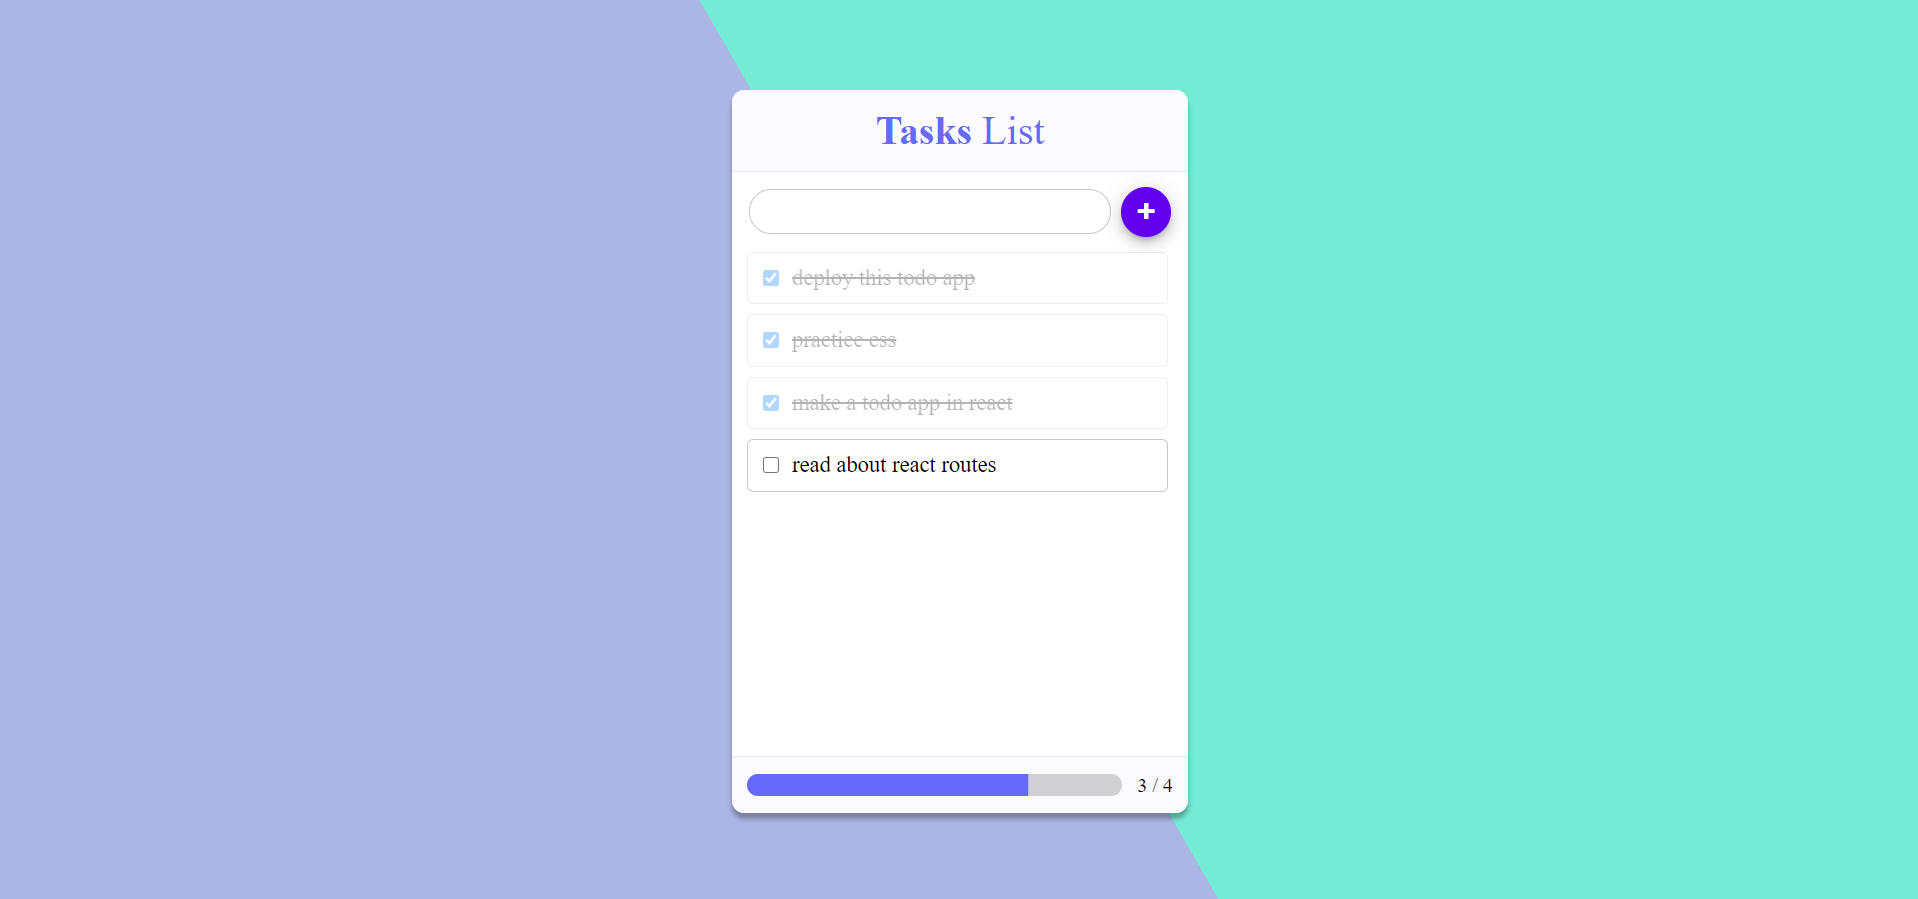 Tasks List
+
deploy this todo app
practice css
make a todo app in react
read about react routes
3 / 4